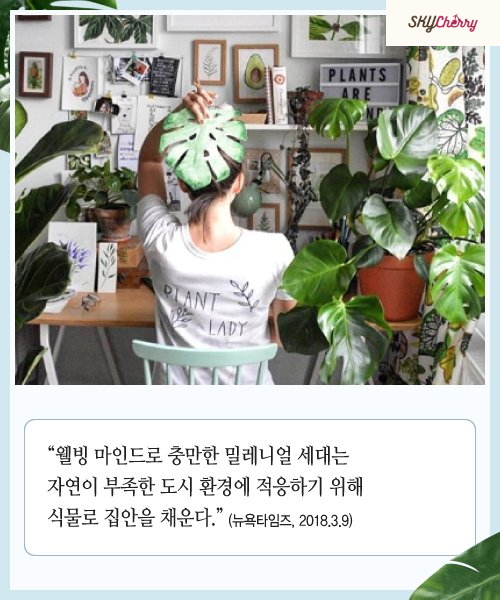 SKYCherry
PLANTS
ARE
PLANT
LADY
“웰빙 마인드로 충만한 밀레니얼 세대는
자연이 부족한 도시 환경에 적응하기 위해
식물로 집안을 채운다.” (뉴욕타임즈, 2018.3.9)